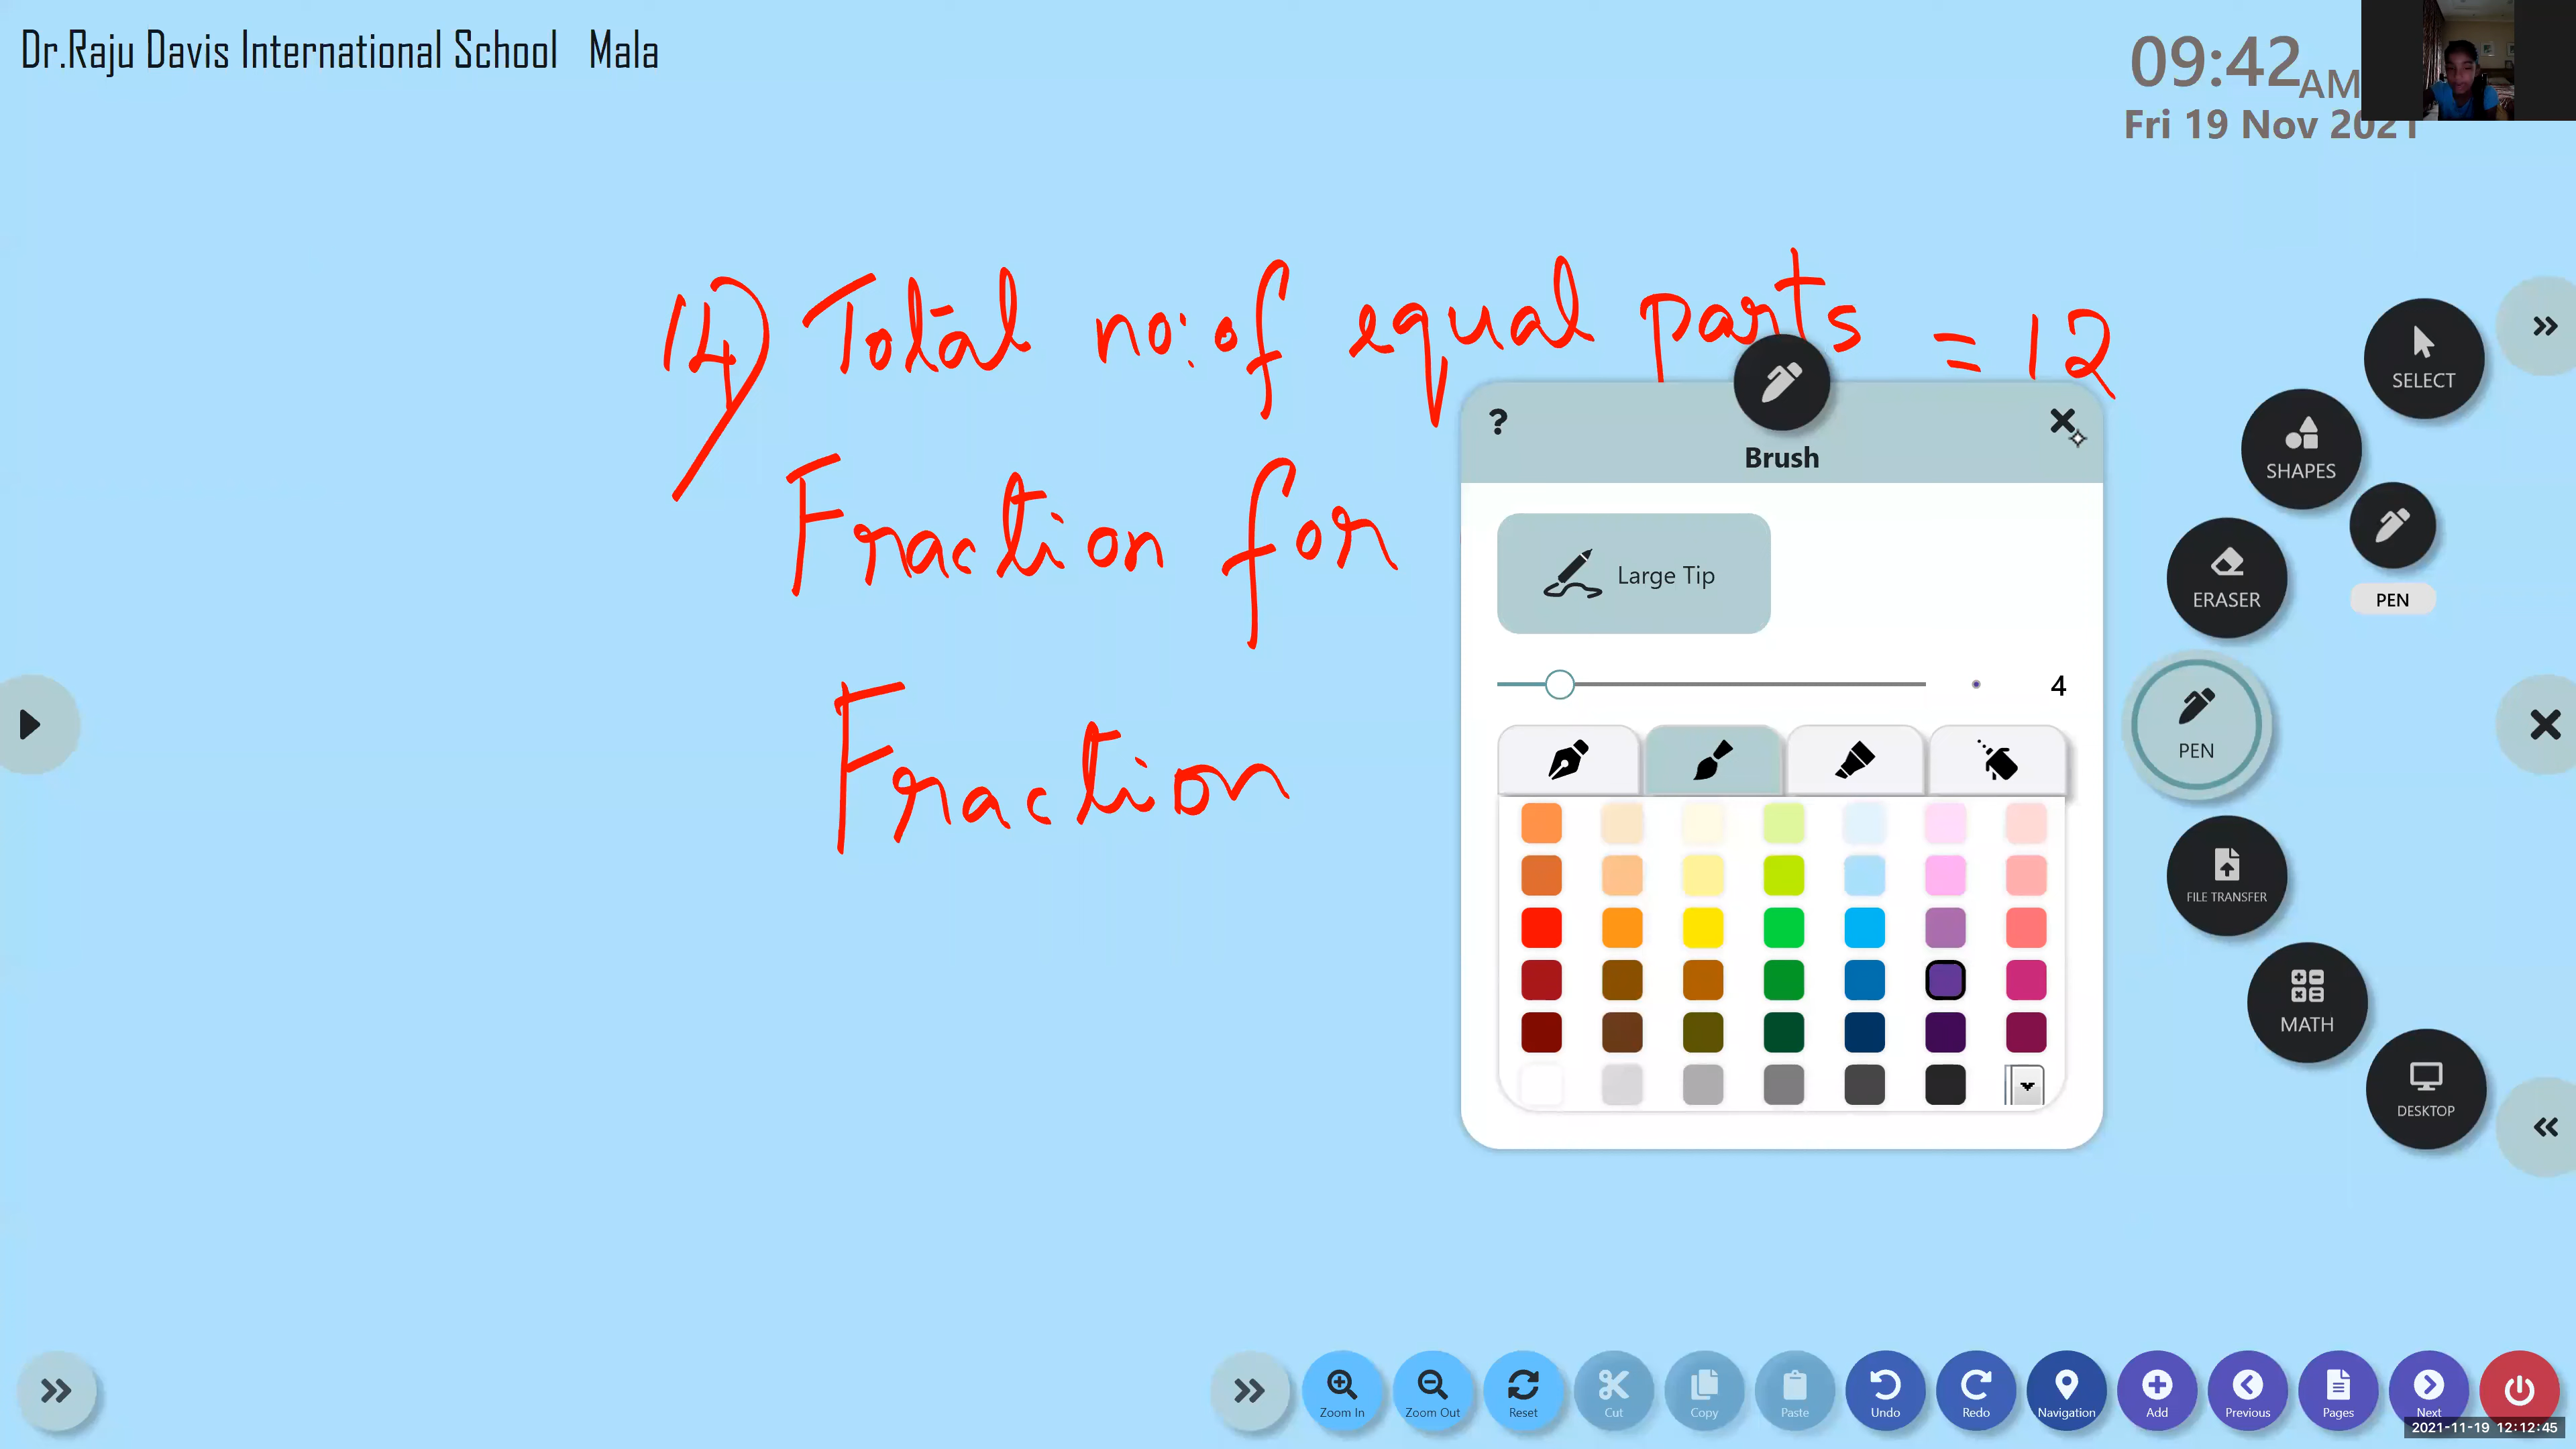 Dr.Raju Davis International School Mala
09:42 AM
Fri 19 Nov 2021
14) Total no: of equal parts = 12
Fraction for
Fraction
?
Brush
Large Tip
4
SELECT
SHAPES
ERASER
PEN
PEN
FILE TRANSFER
MATH
DESKTOP
Zoom In
Zoom Out
Reset
Cut
Copy
Paste
Undo
Redo
Navigation
Add
Previous
Pages
Next
2021-11-19 12:12:45